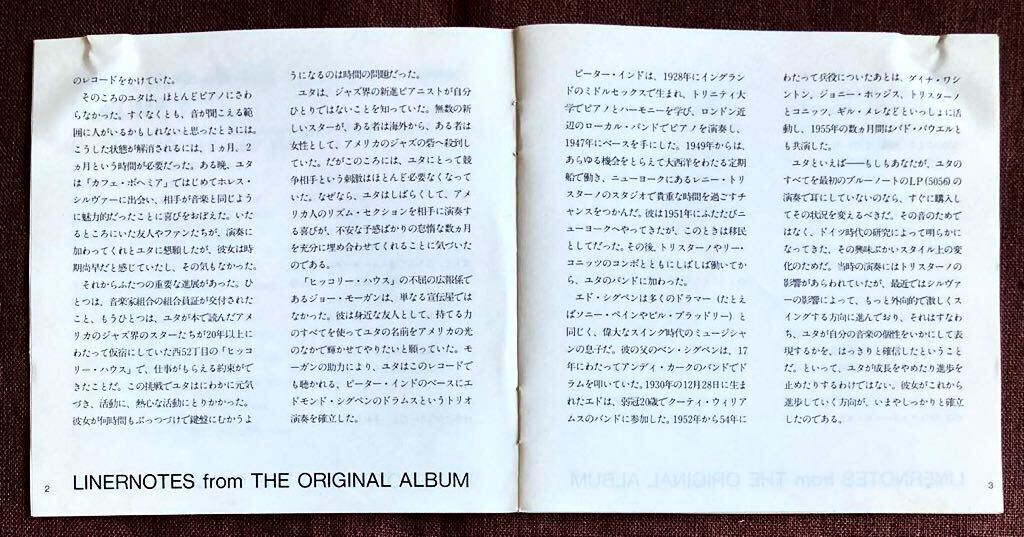 のレコードをかけていた。
そのころのユタは、ほとんどピアノにさわ
らなかった。すくなくとも、音が聞こえる範
囲に人がいるかもしれないと思ったときには。
こうした状態が解消されるには、1ヵ月、2
ヵ月という時間が必要だった。ある晩、ユタ
は「カフェ・ボヘミア」ではじめてホレス・
シルヴァーに出会い、相手が音楽と同じよう
に魅力的だったことに喜びをおぼえた。いた
るところにいた友人やファンたちが、演奏に
加わってくれとユタに懇願したが、彼女は時
期尚早だと感じていたし、その気もなかった。
それからふたつの重要な進展があった。ひ
とつは、音楽家組合の組合員証が交付された
こと、もうひとつは、ユタが本で読んだアメ
リカのジャズ界のスターたちが20年以上に
わたって仮宿にしていた西52丁目の「ヒッコ
リー・ハウス」で、仕事がもらえる約束がで
きたことだ。この挑戦でユタはにわかに元気
づき、活動に、熱心な活動にとりかかった。
彼女が何時間もぶっつづけで鍵盤にむかうよ
うになるのは時間の問題だった。
ユタは、ジャズ界の新進ピアニストが自分
ひとりではないことを知っていた。無数の新
しいスターが、ある者は海外から、ある者は
女性として、アメリカのジャズの砦へ殺到し
ていた。だがこのころには、ユタにとって競
争相手という刺激はほとんど必要なくなって
いた。なぜなら、ユタはしばらくして、アメ
リカ人のリズム・セクションを相手に演奏す
る喜びが、不安な予感ばかりの怠惰な数ヵ月
を充分に埋め合わせてくれることに気づいた
のである。
「ヒッコリー・ハウス」の不屈の広報係で
あるジョー・モーガンは、単なる宣伝屋では
なかった。彼は身近な友人として、持てる力
のすべてを使ってユタの名前をアメリカの光
のなかで輝かせてやりたいと願っていた。モ
ーガンの助力により、ユタはこのレコードで
も聴かれる、ピーター・インドのベースにエ
ドモンド・シグペンのドラムスというトリオ
演奏を確立した。
2 LINERNOTES from THE ORIGINAL ALBUM
ピーター・インドは、1928年にイングラン
ドのミドルセックスで生まれ、トリニティ大
学でピアノとハーモニーを学び、ロンドン近
辺のローカル・バンドでピアノを演奏し、
1947年にベースを手にした。1949年からは、
あらゆる機会をとらえて大西洋をわたる定期
船で働き、ニューヨークにあるレニー・トリ
スターノのスタジオで貴重な時間を過ごすチ
ャンスをつかんだ。彼は1951年にふたたびニ
ューヨークへやってきたが、このときは移民
としてだった。その後、トリスターノやリー・
コニッツのコンボとともにしばしば働いてか
ら、ユタのバンドに加わった。
エド・シグペンは多くのドラマー(たとえ
ばソニー・ペインやビル・ブラッドリー)と
同じく、偉大なスイング時代のミュージシャ
ンの息子だ。彼の父のベン・シグペンは、17
年にわたってアンディ・カークのバンドでド
ラムを叩いていた。1930年の12月28日に生ま
れたエドは、弱冠20歳でクーティ・ウィリア
ムスのバンドに参加した。1952年から54年に
わたって兵役についたあとは、ダイナ・ワシ
ントン、ジョニー・ホッジス、トリスターノ
とコニッツ、ギル・メレなどといっしょに活
動し、1955年の数ヵ月間はバド・パウエルと
も共演した。
ユタといえば——もしもあなたが、ユタの
すべてを最初のブルーノートのLP(5056)の
演奏で耳にしていないのなら、すぐに購入し
てその状況を変えるべきだ。その音のためで
はなく、ドイツ時代の研究によって明らかに
なってきた、その興味ぶかいスタイル上の変
化のためだ。当時の演奏にはトリスターノの
影響があらわれていたが、最近ではシルヴァ
ーの影響によって、もっと外向的で激しくス
イングする方向に進んでおり、それはすなわ
ち、ユタが自分の音楽の個性をいかにして表
現するかを、はっきりと確信したということ
だ。といって、ユタが成長をやめたり進歩を
止めたりするわけではない。彼女がこれから
進歩していく方向が、いまやしっかりと確立
したのである。
3